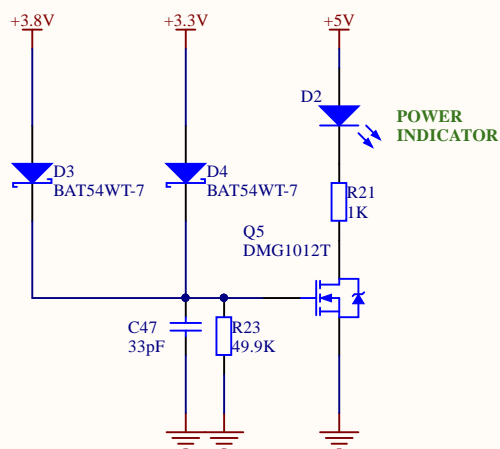 +3.8V
+3.3V
+5V
D2
POWER
INDICATOR
D3
BAT54WT-7
D4
BAT54WT-7
R21
1K
Q5
DMG1012T
C47
33pF
R23
49.9K